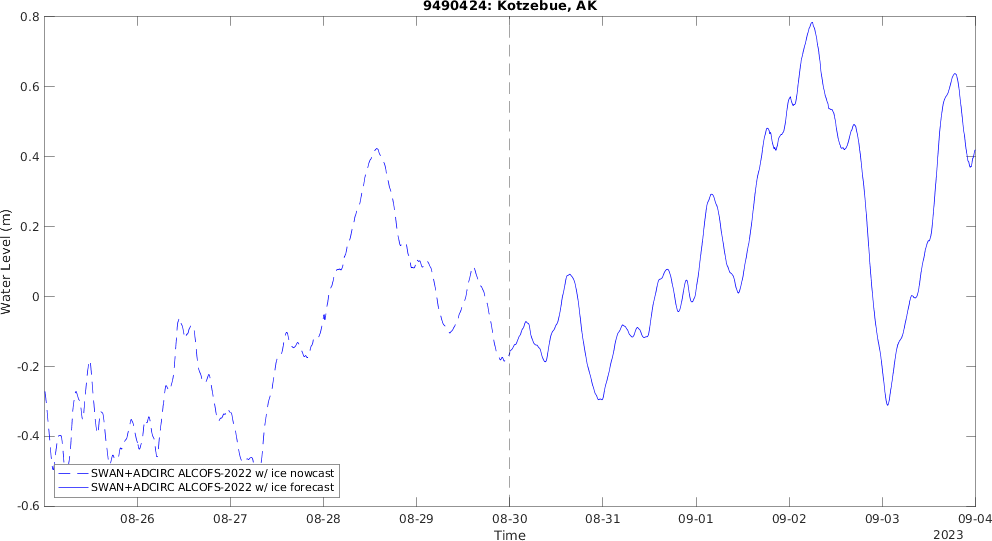 9490424: Kotzebue, AK
Water Level (m)
0.8
0.6
0.4
0.2
0
-0.2
-0.4
-0.6
SWAN+ADCIRC ALCOFS-2022 w/ ice nowcast
SWAN+ADCIRC ALCOFS-2022 w/ ice forecast
08-26 08-27 08-28 08-29 08-30 08-31 09-01 09-02 09-03 09-04
Time
2023